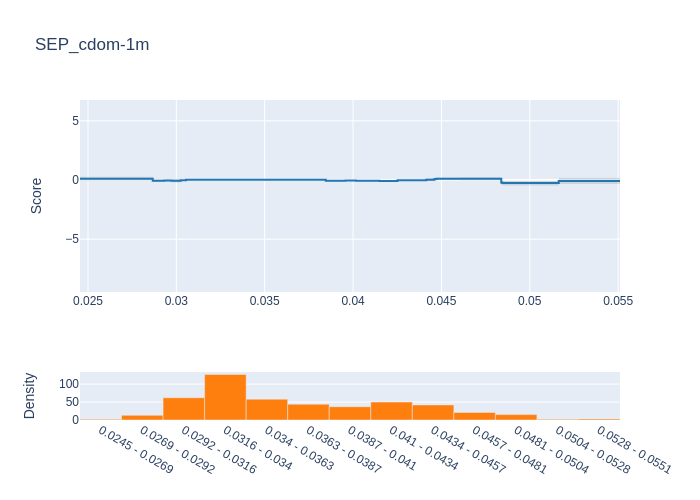 SEP_cdom-1m
Score
5
0
−5
0.025
0.03
0.035
0.04
0.045
0.05
0.055
Density
100
50
0
0.0245 - 0.0269
0.0269 - 0.0292
0.0292 - 0.0316
0.0316 - 0.034
0.034 - 0.0363
0.0363 - 0.0387
0.0387 - 0.041
0.041 - 0.0434
0.0434 - 0.0457
0.0457 - 0.0481
0.0481 - 0.0504
0.0504 - 0.0528
0.0528 - 0.0551